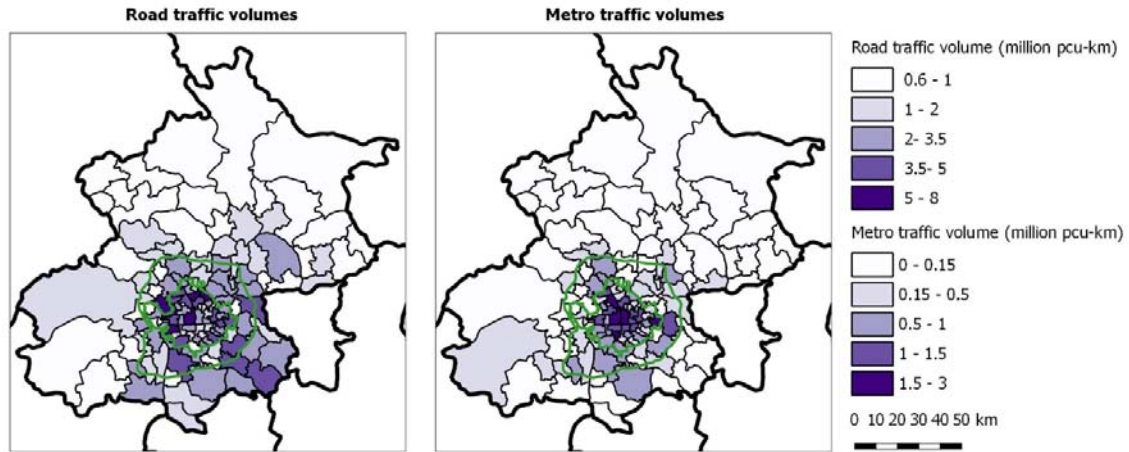 Road traffic volumes
Metro traffic volumes
Road traffic volume (million pcu-km)
0.6 - 1
1 - 2
2- 3.5
3.5- 5
5 - 8
Metro traffic volume (million pcu-km)
0 - 0.15
0.15 - 0.5
0.5 - 1
1 - 1.5
1.5 - 3
0 10 20 30 40 50 km